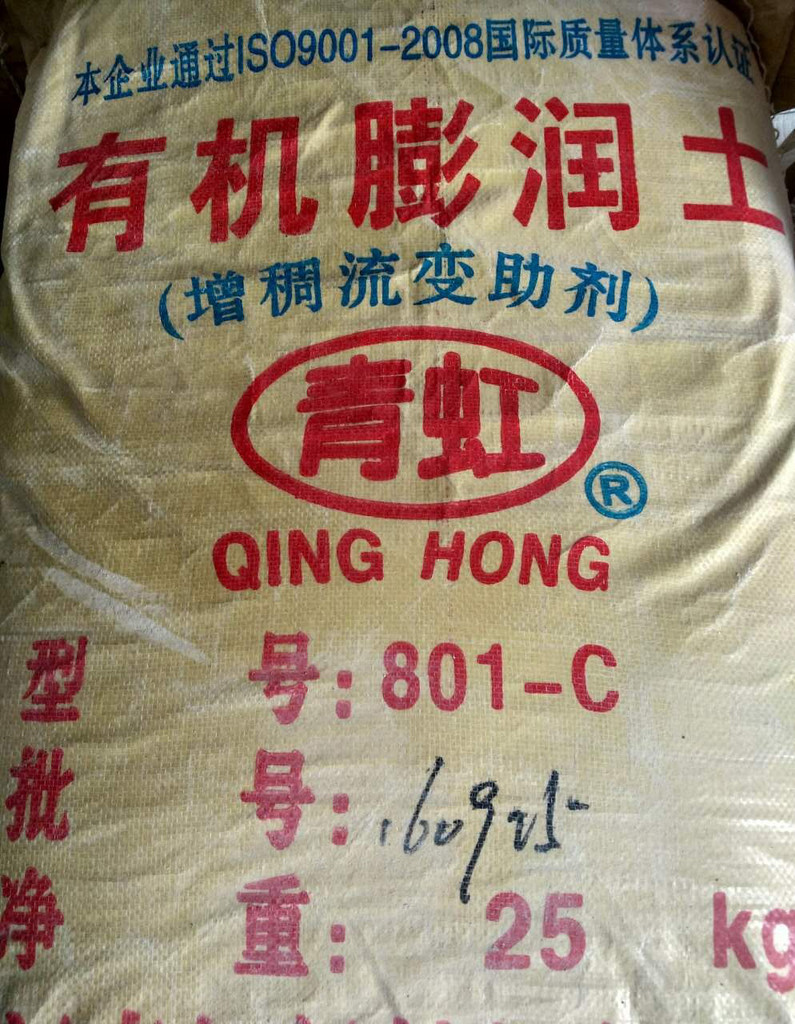 本企业通过ISO9001-2008国际质量体系认证
有机膨润土
(增稠流变助剂)
青虹
®
QING HONG
型 号:801-C
批 号:160925
净 重: 25 kg